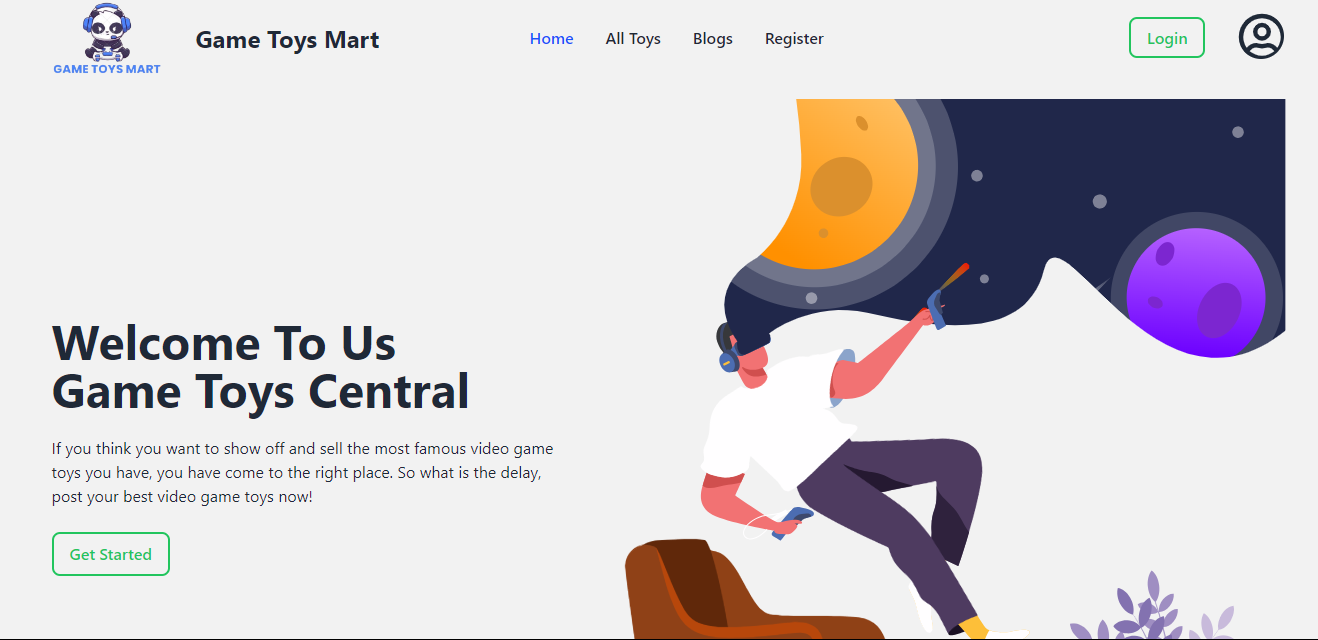 GAME TOYS MART
Game Toys Mart
Home
All Toys
Blogs
Register
Login
Welcome To Us
Game Toys Central
If you think you want to show off and sell the most famous video game
toys you have, you have come to the right place. So what is the delay,
post your best video game toys now!
Get Started